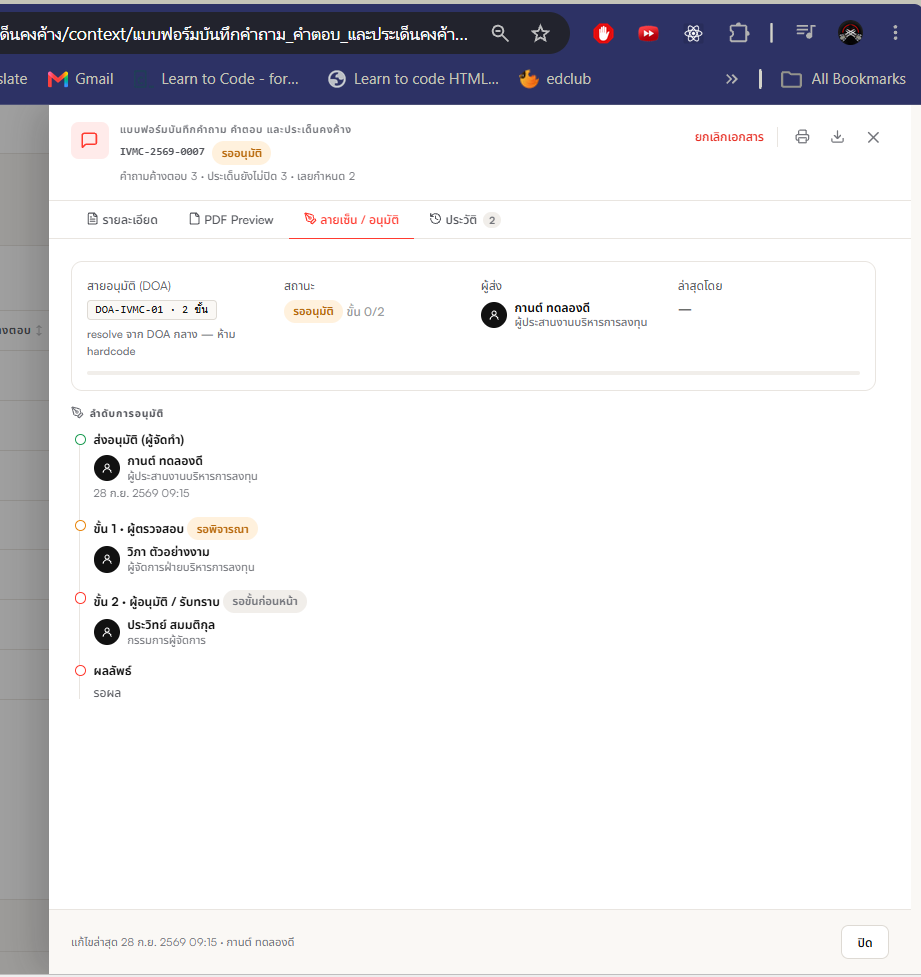 ด็นคงค้าง/context/แบบฟอร์มบันทึกคำถาม_คำตอบ_และประเด็นคงค้า...
slate
Gmail
Learn to Code - for...
Learn to code HTML...
edclub
All Bookmarks
แบบฟอร์มบันทึกคำถาม คำตอบ และประเด็นคงค้าง
IVMC-2569-0007 รออนุมัติ
คำถามค้างตอบ 3 · ประเด็นยังไม่ปิด 3 · เลยกำหนด 2
ยกเลิกเอกสาร
รายละเอียด
PDF Preview
ลายเซ็น / อนุมัติ
ประวัติ 2
งตอบ
สายอนุมัติ (DOA)
DOA-IVMC-01 · 2 ขั้น
resolve จาก DOA กลาง — ห้าม
hardcode
สถานะ
รออนุมัติ ขั้น 0/2
ผู้ส่ง
กานต์ ทดลองดี
ผู้ประสานงานบริหารการลงทุน
ล่าสุดโดย
—
ลำดับการอนุมัติ
ส่งอนุมัติ (ผู้จัดทำ)
กานต์ ทดลองดี
ผู้ประสานงานบริหารการลงทุน
28 ก.ย. 2569 09:15
ขั้น 1 · ผู้ตรวจสอบ รอพิจารณา
วิภา ตัวอย่างงาม
ผู้จัดการฝ่ายบริหารการลงทุน
ขั้น 2 · ผู้อนุมัติ / รับทราบ รอขั้นก่อนหน้า
ประวิทย์ สมมติกุล
กรรมการผู้จัดการ
ผลลัพธ์
รอผล
แก้ไขล่าสุด 28 ก.ย. 2569 09:15 · กานต์ ทดลองดี
ปิด